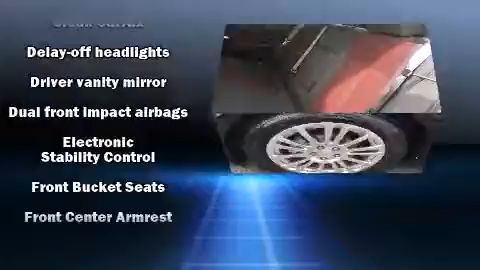 Delay-off headlights
Driver vanity mirror
Dual front impact airbags
Electronic
Stability Control
Front Bucket Seats
Front Center Armrest